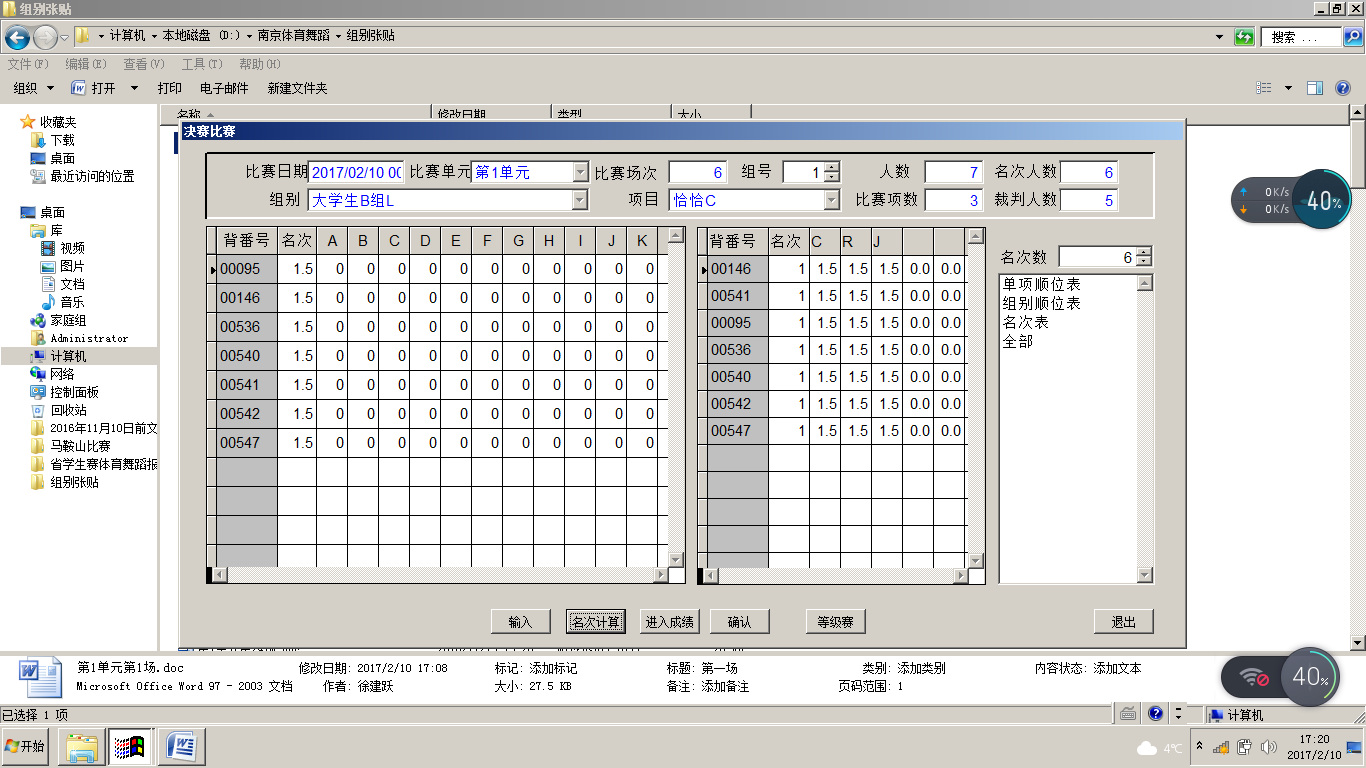 组别张贴
计算机 本地磁盘 (D:) 南京体育舞蹈 组别张贴
搜索 ...
文件(F) 编辑(E) 查看(V) 工具(T) 帮助(H)
组织 打开 打印 电子邮件 新建文件夹
名称 修改日期 类型 大小
收藏夹
下载
桌面
最近访问的位置
桌面
库
视频
图片
文档
音乐
家庭组
Administrator
计算机
网络
控制面板
回收站
2016年11月10日前文
马鞍山比赛
省学生赛体育舞蹈报
组别张贴
决赛比赛
比赛日期 2017/02/10 00 比赛单元 第1单元 比赛场次 6 组号 1 人数 7 名次人数 6
组别 大学生B组L 项目 恰恰C 比赛项数 3 裁判人数 5
背番号 名次 A B C D E F G H I J K
00095 1.5 0 0 0 0 0 0 0 0 0 0 0
00146 1.5 0 0 0 0 0 0 0 0 0 0 0
00536 1.5 0 0 0 0 0 0 0 0 0 0 0
00540 1.5 0 0 0 0 0 0 0 0 0 0 0
00541 1.5 0 0 0 0 0 0 0 0 0 0 0
00542 1.5 0 0 0 0 0 0 0 0 0 0 0
00547 1.5 0 0 0 0 0 0 0 0 0 0 0
背番号 名次 C R J
00146 1 1.5 1.5 1.5 0.0 0.0
00541 1 1.5 1.5 1.5 0.0 0.0
00095 1 1.5 1.5 1.5 0.0 0.0
00536 1 1.5 1.5 1.5 0.0 0.0
00540 1 1.5 1.5 1.5 0.0 0.0
00542 1 1.5 1.5 1.5 0.0 0.0
00547 1 1.5 1.5 1.5 0.0 0.0
名次数 6
单项顺位表
组别顺位表
名次表
全部
输入 名次计算 进入成绩 确认 等级赛 退出
0K/s
0K/s
40%
第1单元第1场.doc 修改日期: 2017/2/10 17:08 标记: 添加标记 标题: 第一场 类别: 添加类别 内容状态: 添加文本
Microsoft Office Word 97 - 2003 文档 作者: 徐建跃 大小: 27.5 KB 备注: 添加备注 页码范围: 1
40%
已选择 1 项
计算机
开始
4℃
17:20
2017/2/10